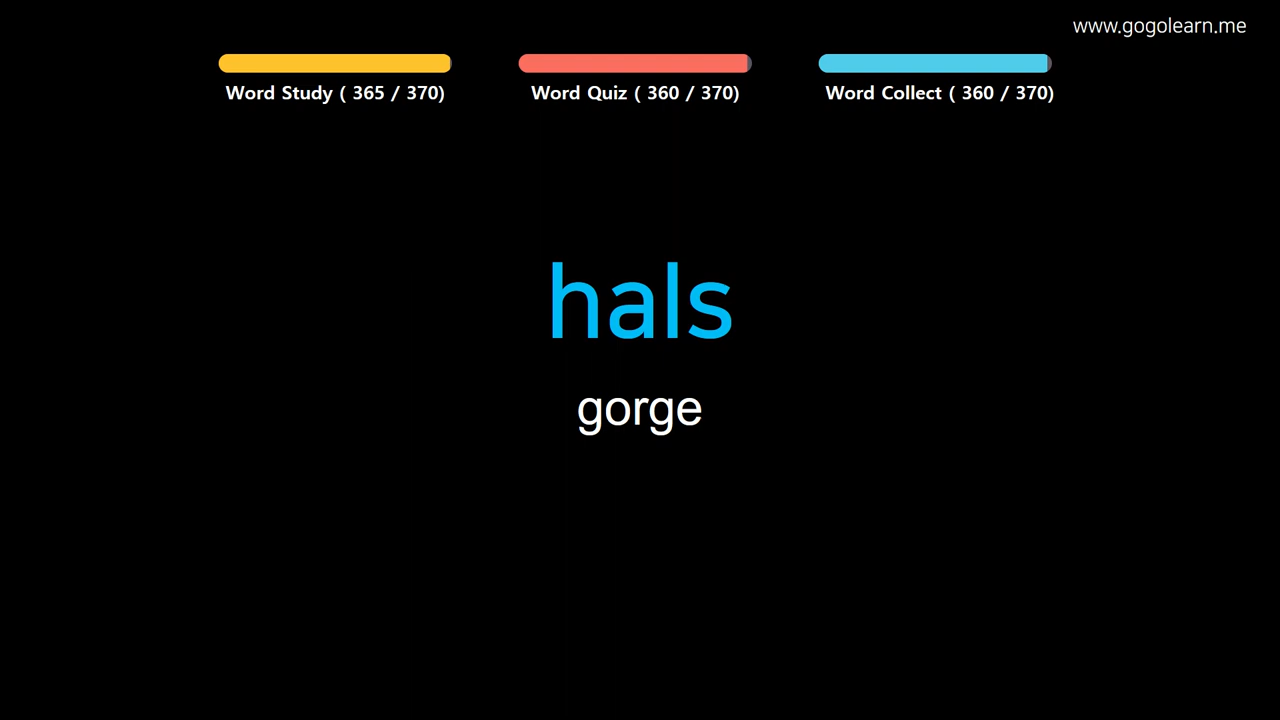 www.gogolearn.me
Word Study ( 365 / 370)
Word Quiz ( 360 / 370)
Word Collect ( 360 / 370)
hals
gorge